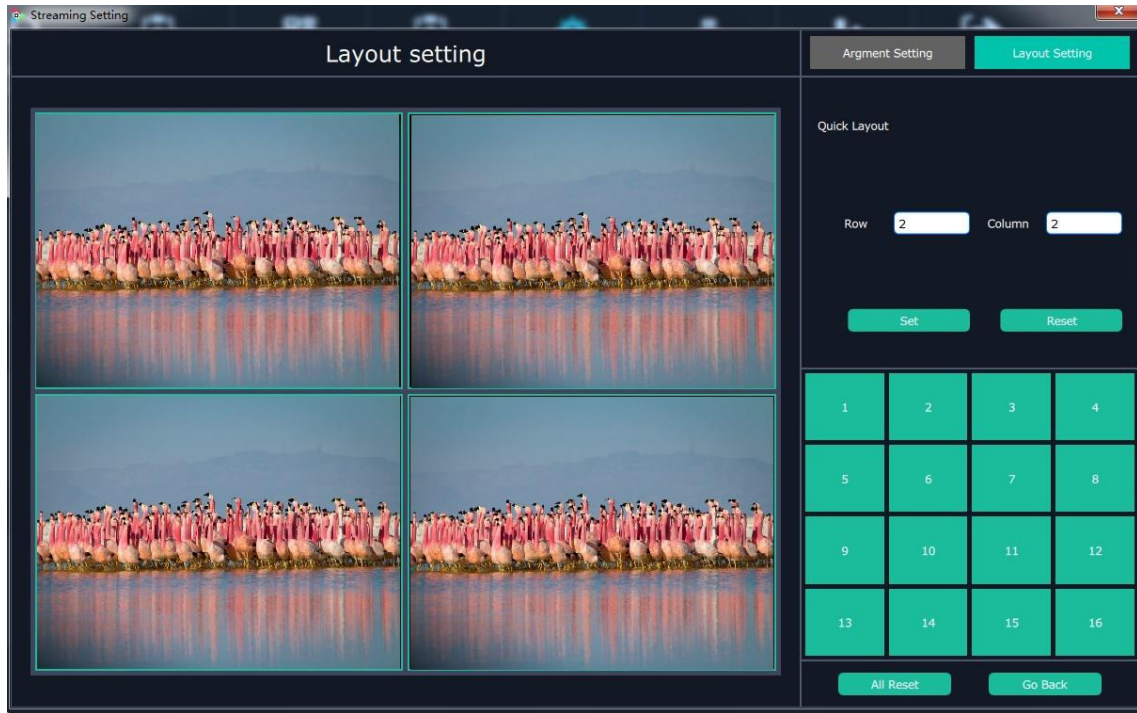 Streaming Setting
Layout setting
Argment Setting
Layout Setting
Quick Layout
Row 2 Column 2
Set Reset
1 2 3 4
5 6 7 8
9 10 11 12
13 14 15 16
All Reset Go Back